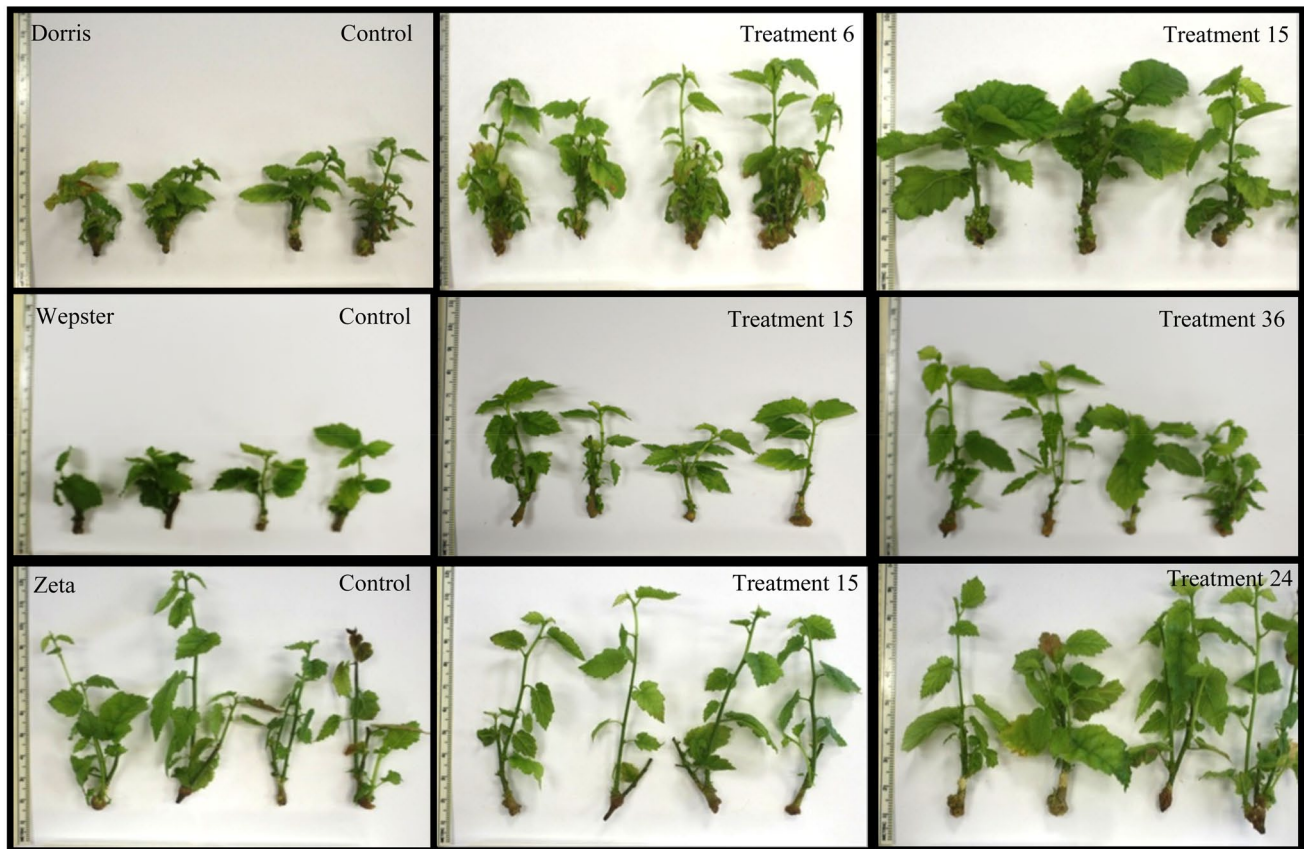 Dorris Control
Treatment 6
Treatment 15
Wepster Control
Treatment 15
Treatment 36
Zeta Control
Treatment 15
Treatment 24